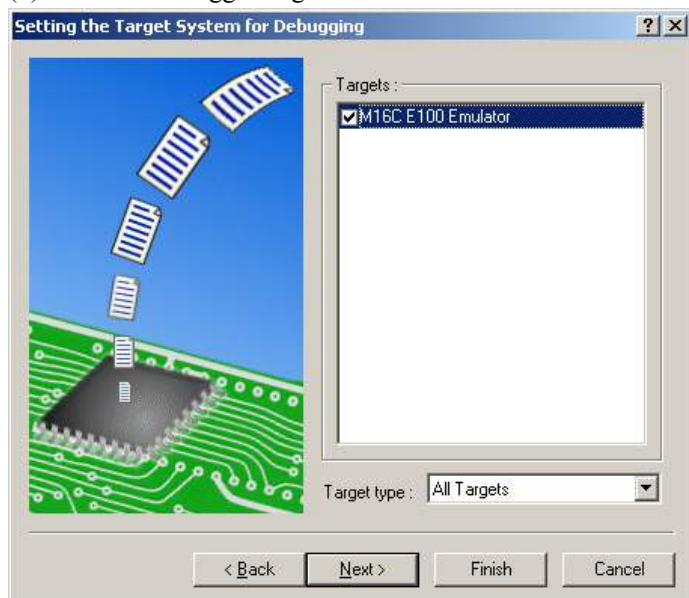 Setting the Target System for Debugging
Targets :
M16C E100 Emulator
Target type :
All Targets
< Back
Next >
Finish
Cancel